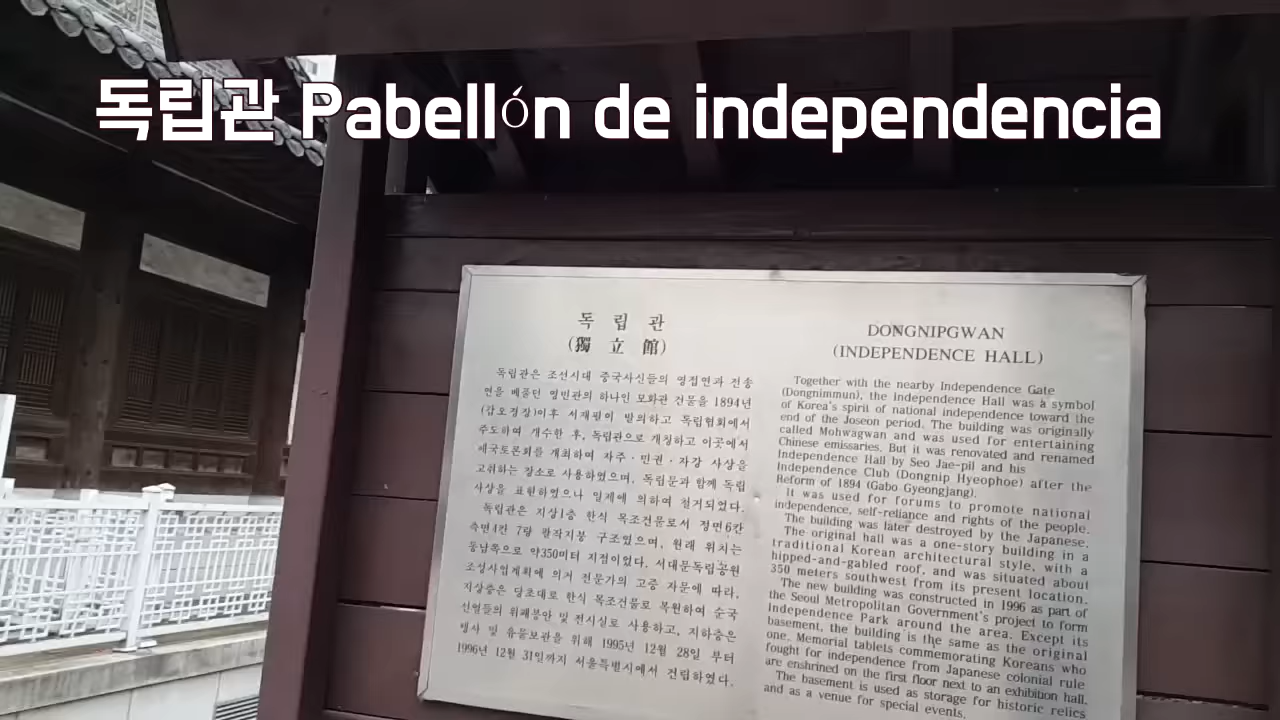 독립관 Pabellón de independencia
독 립 관
(獨 立 館)
독립관은 조선시대 중국사신들의 영접연과 전송
연을 베풀던 영빈관의 하나인 모화관 건물을 1894년
(갑오경장)이후 서재필이 발의하고 독립협회에서
주도하여 개수한 후, 독립관으로 개칭하고 이곳에서
세국토론회를 개최하여 자주·민권·자강 사상을
고취하는 장소로 사용하였으며, 독립문과 함께 독립
사상을 표현하였으나 일제에 의하여 철거되었다.
독립관은 지상1층 한식 목조건물로서 정면6칸
측면4칸 7량 팔작지붕 구조였으며, 원래 위치는
동남쪽으로 약350미터 지점이었다. 서대문독립공원
조성사업계획에 의거 전문가의 고증 자문에 따라,
지상층은 당초대로 한식 목조건물로 복원하여 순국
선열들의 위패봉안 및 전시실로 사용하고, 지하층은
행사 및 유물보관을 위해 1995년 12월 28일 부터
1996년 12월 31일까지 서울특별시에서 건립하였다.
DONGNIPGWAN
(INDEPENDENCE HALL)
Together with the nearby Independence Gate
(Dongnimmun), the Independence Hall was a symbol
of Korea's spirit of national independence toward the
end of the Joseon period. The building was originally
called Mohwagwan and was used for entertaining
Chinese emissaries. But it was renovated and renamed
Independence Hall by Seo Jae-pil and his
Independence Club (Dongnip Hyeophoe) after the
Reform of 1894 (Gabo Gyeongjang).
It was used for forums to promote national
independence, self-reliance and rights of the people.
The building was later destroyed by the Japanese.
The original hall was a one-story building in a
traditional Korean architectural style, with a
hipped-and-gabled roof, and was situated about
350 meters southwest from its present location.
The new building was constructed in 1996 as part of
the Seoul Metropolitan Government's project to form
Independence Park around the area. Except its
basement, the building is the same as the original
one. Memorial tablets commemorating Koreans who
fought for independence from Japanese colonial rule
are enshrined on the first floor next to an exhibition hall.
The basement is used as storage for historic relics
and as a venue for special events.